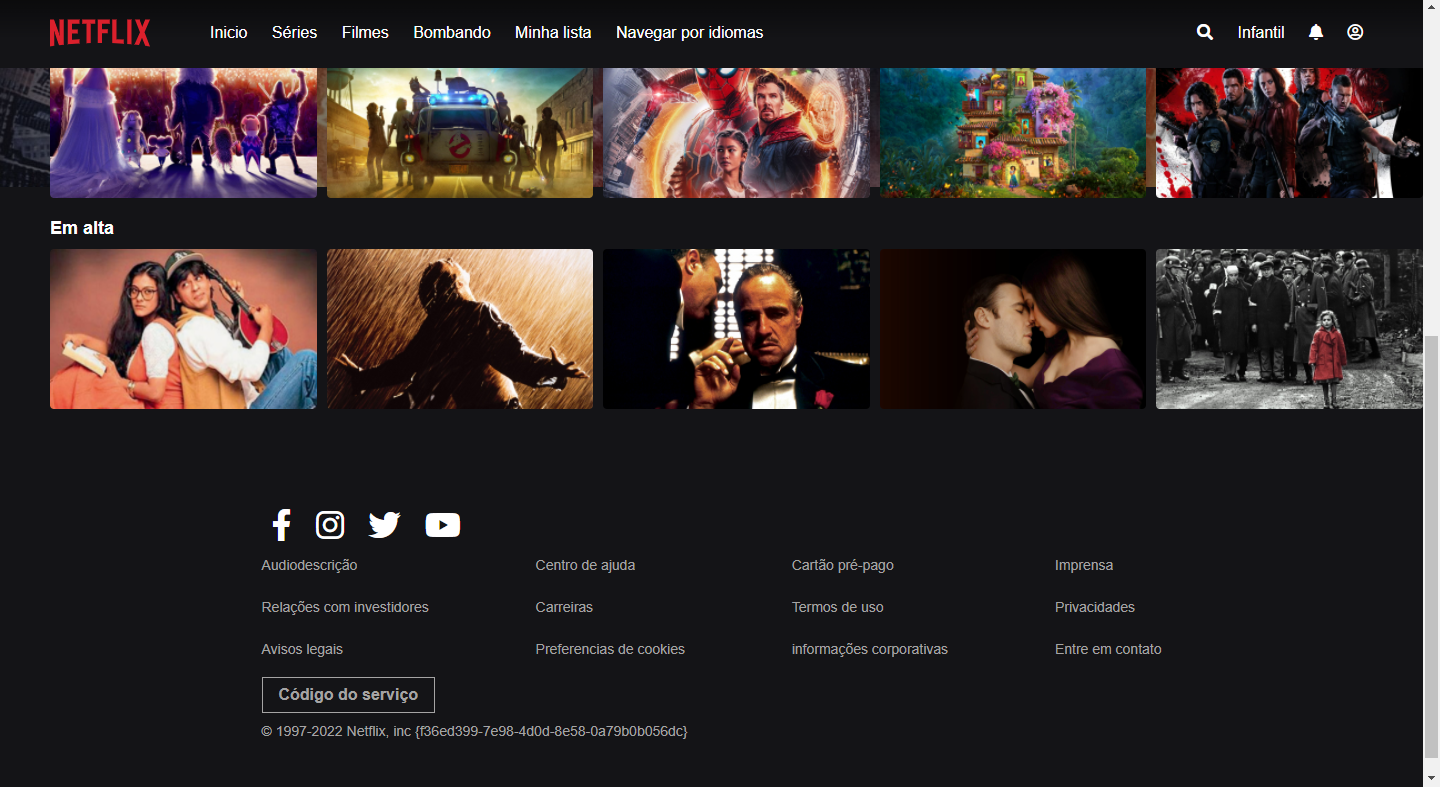 NETFLIX Inicio Séries Filmes Bombando Minha lista Navegar por idiomas Infantil
Em alta
Audiodescrição Centro de ajuda Cartão pré-pago Imprensa
Relações com investidores Carreiras Termos de uso Privacidades
Avisos legais Preferencias de cookies informações corporativas Entre em contato
Código do serviço
© 1997-2022 Netflix, inc {f36ed399-7e98-4d0d-8e58-0a79b0b056dc}